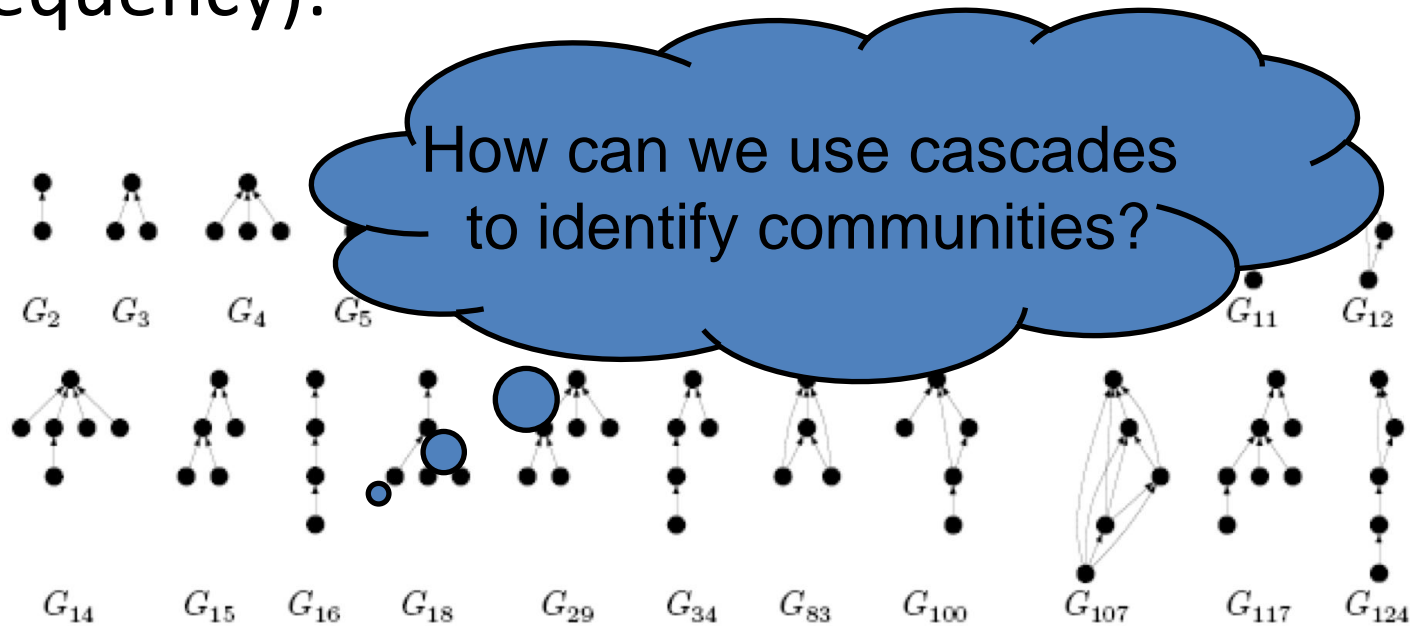 equency):
How can we use cascades
to identify communities?
G2 G3 G4 G5 G11 G12
G14 G15 G16 G18 G29 G34 G83 G100 G107 G117 G124